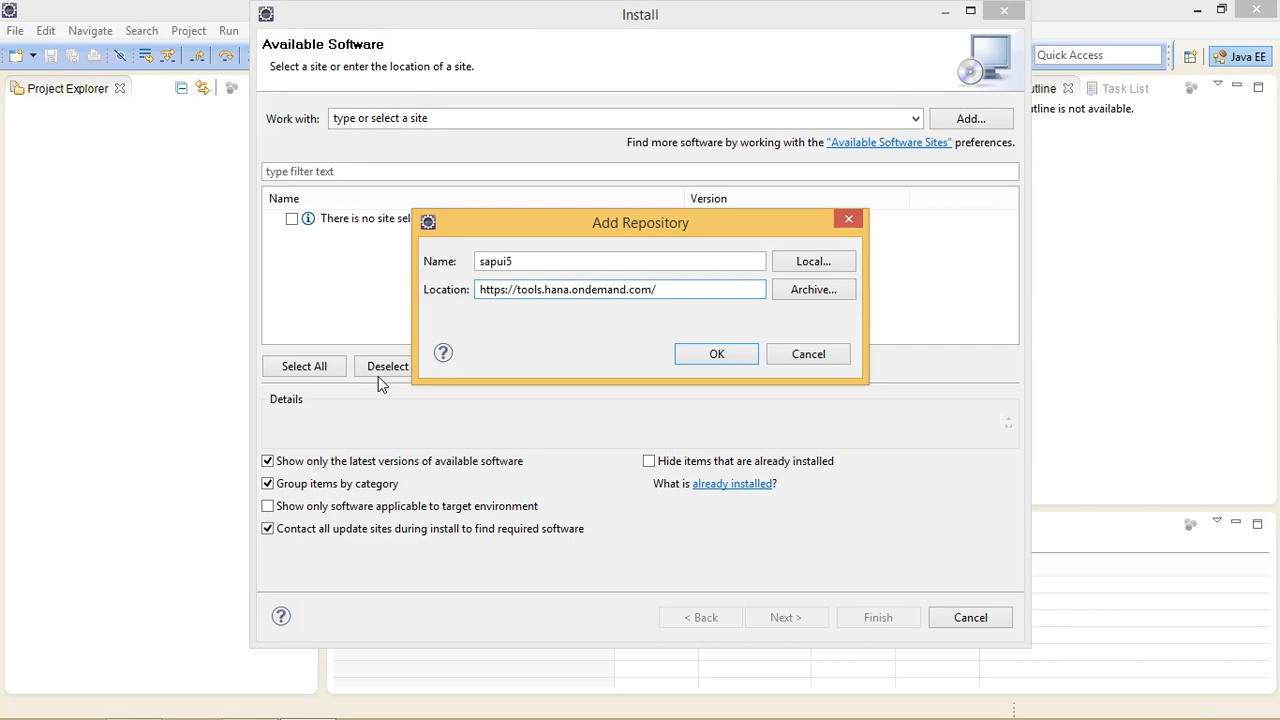 Install
File Edit Navigate Search Project Run
Available Software
Select a site or enter the location of a site.
Quick Access
Java EE
Project Explorer
utline
Task List
utline is not available.
Work with:
type or select a site
Add...
Find more software by working with the "Available Software Sites" preferences.
type filter text
Name
Version
There is no site sel
Add Repository
Name:
sapui5
Local...
Location:
https://tools.hana.ondemand.com/
Archive...
OK
Cancel
Select All
Deselect
Details
Show only the latest versions of available software
Hide items that are already installed
Group items by category
What is already installed?
Show only software applicable to target environment
Contact all update sites during install to find required software
< Back
Next >
Finish
Cancel